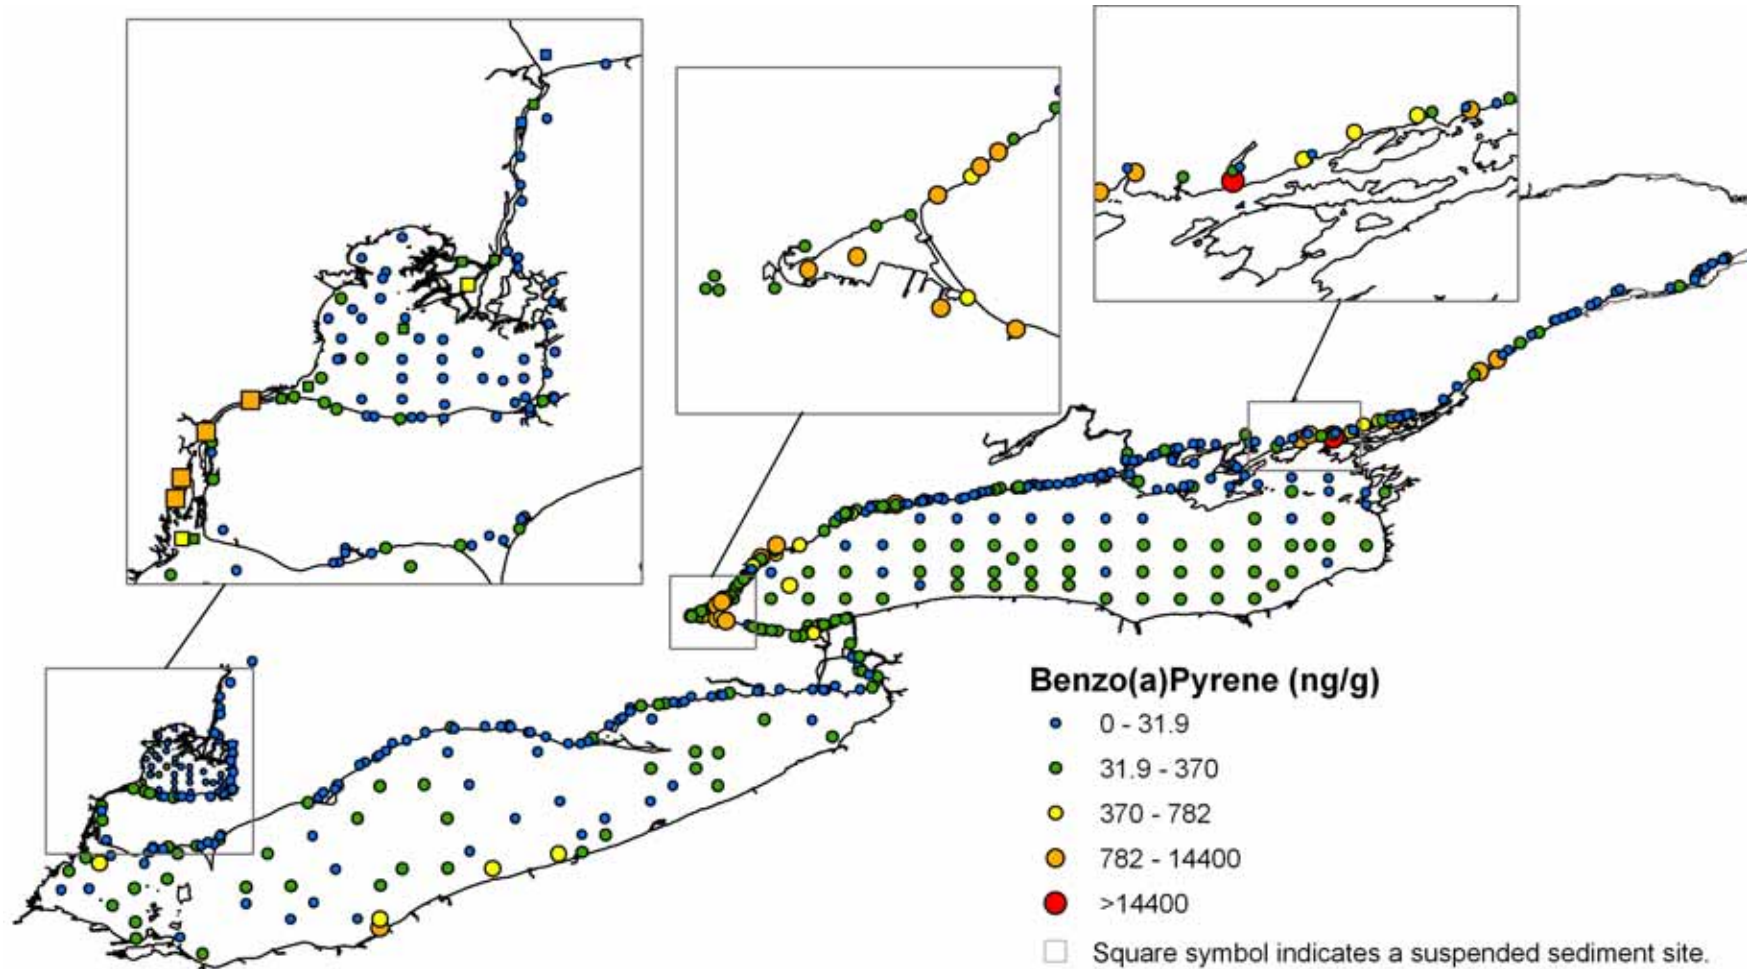 Benzo(a)Pyrene (ng/g)
0 - 31.9
31.9 - 370
370 - 782
782 - 14400
>14400
Square symbol indicates a suspended sediment site.